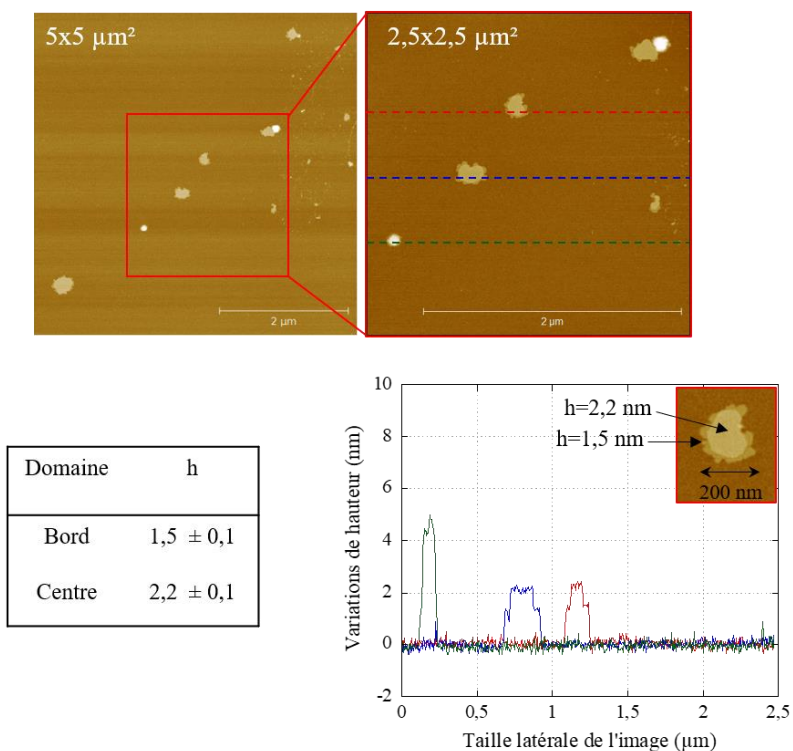 5x5 µm²
2,5x2,5 µm²
2 µm
2 µm
Domaine h
Bord 1,5 ± 0,1
Centre 2,2 ± 0,1
Variations de hauteur (nm)
10
8
6
4
2
0
-2
h=2,2 nm
h=1,5 nm
200 nm
0 0,5 1 1,5 2 2,5
Taille latérale de l'image (µm)